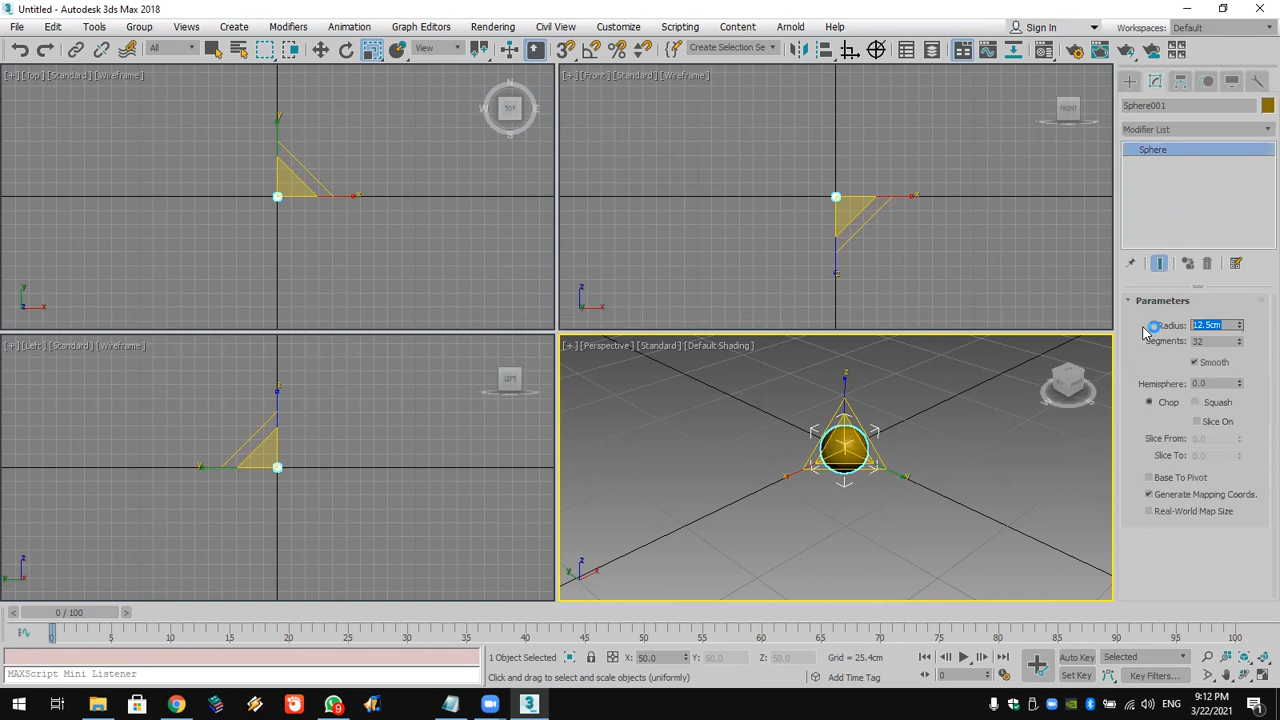 3 Untitled - Autodesk 3ds Max 2018
File Edit Tools Group Views Create Modifiers Animation Graph Editors Rendering Civil View Customize Scripting Content Arnold Help Sign In Workspaces: Default
All View Create Selection Se
[+] [Top] [Standard] [Wireframe] [+] [Front] [Standard] [Wireframe]
N
W TOP E
S
FRONT
y
x
x
z
y
z x
z
y x
Sphere001
Modifier List
Sphere
Parameters
Radius: 12.5cm
Segments: 32
Smooth
Hemisphere: 0.0
Chop Squash
Slice On
Slice From: 0.0
Slice To: 0.0
Base To Pivot
Generate Mapping Coords.
Real-World Map Size
[+] [Left] [Standard] [Wireframe] [+] [Perspective] [Standard] [Default Shading]
LEFT
z
y
z
y x
z
x y
z
y x
0 / 100
0 5 10 15 20 25 30 35 40 45 50 55 60 65 70 75 80 85 90 95 100
1 Object Selected X: 50.0 Y: 50.0 Z: 50.0 Grid = 25.4cm Auto Key Selected
MAXScript Mini Listener Click and drag to select and scale objects (uniformly) Add Time Tag 0 Set Key Key Filters...
9 3 9:12 PM
3/22/2021 1